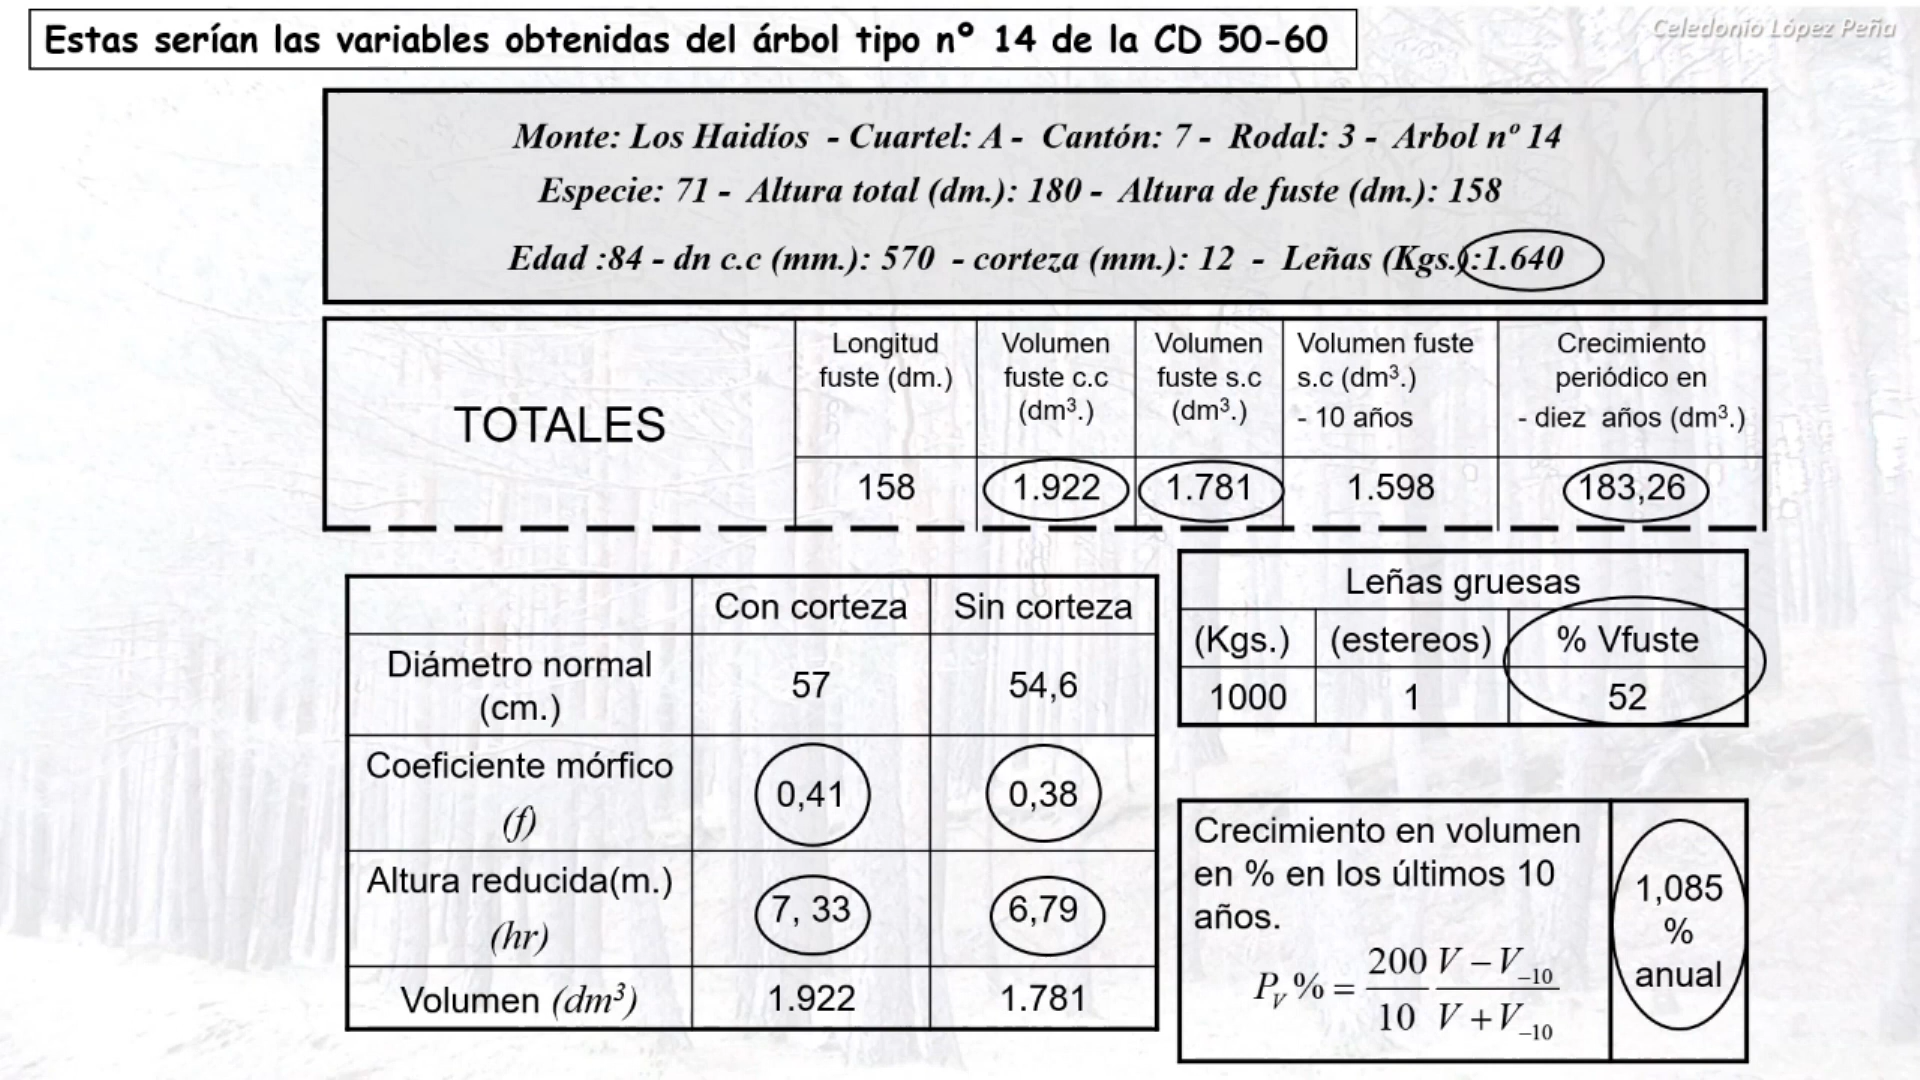 Estas serían las variables obtenidas del árbol tipo nº 14 de la CD 50-60
Celedonio López Peña
Monte: Los Haidíos - Cuartel: A - Cantón: 7 - Rodal: 3 - Arbol nº 14
Especie: 71 - Altura total (dm.): 180 - Altura de fuste (dm.): 158
Edad :84 - dn c.c (mm.): 570 - corteza (mm.): 12 - Leñas (Kgs.):1.640
TOTALES
Longitud
fuste (dm.)
Volumen
fuste c.c
(dm³.)
Volumen
fuste s.c
(dm³.)
Volumen fuste
s.c (dm³.)
- 10 años
Crecimiento
periódico en
- diez años (dm³.)
158
1.922
1.781
1.598
183,26
Con corteza
Sin corteza
Diámetro normal
(cm.)
57
54,6
Coeficiente mórfico
(f)
0,41
0,38
Altura reducida(m.)
(hr)
7, 33
6,79
Volumen (dm³)
1.922
1.781
Leñas gruesas
(Kgs.)
(estereos)
% Vfuste
1000
1
52
Crecimiento en volumen
en % en los últimos 10
años.
P_V % = 200/10 (V − V_−10)/(V + V_−10)
1,085
%
anual